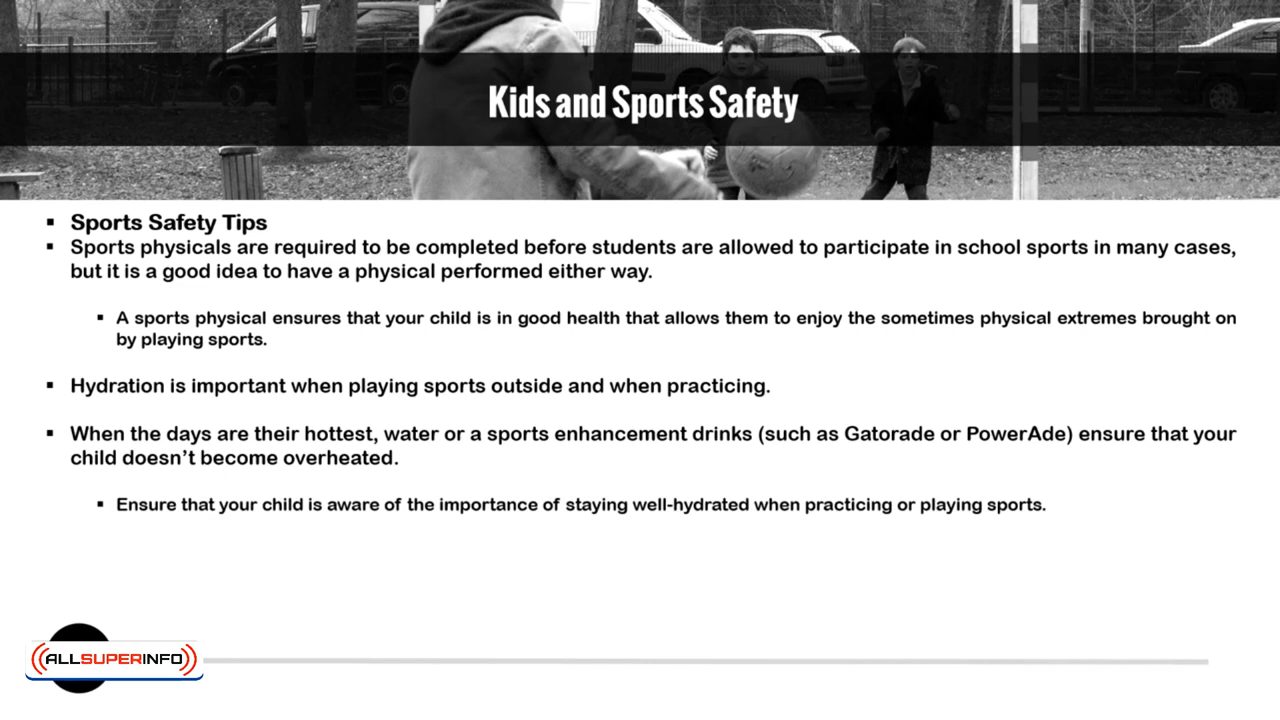 Kids and Sports Safety
Sports Safety Tips
Sports physicals are required to be completed before students are allowed to participate in school sports in many cases,
but it is a good idea to have a physical performed either way.
A sports physical ensures that your child is in good health that allows them to enjoy the sometimes physical extremes brought on
by playing sports.
Hydration is important when playing sports outside and when practicing.
When the days are their hottest, water or a sports enhancement drinks (such as Gatorade or PowerAde) ensure that your
child doesn't become overheated.
Ensure that your child is aware of the importance of staying well-hydrated when practicing or playing sports.
ALLSUPERINFO